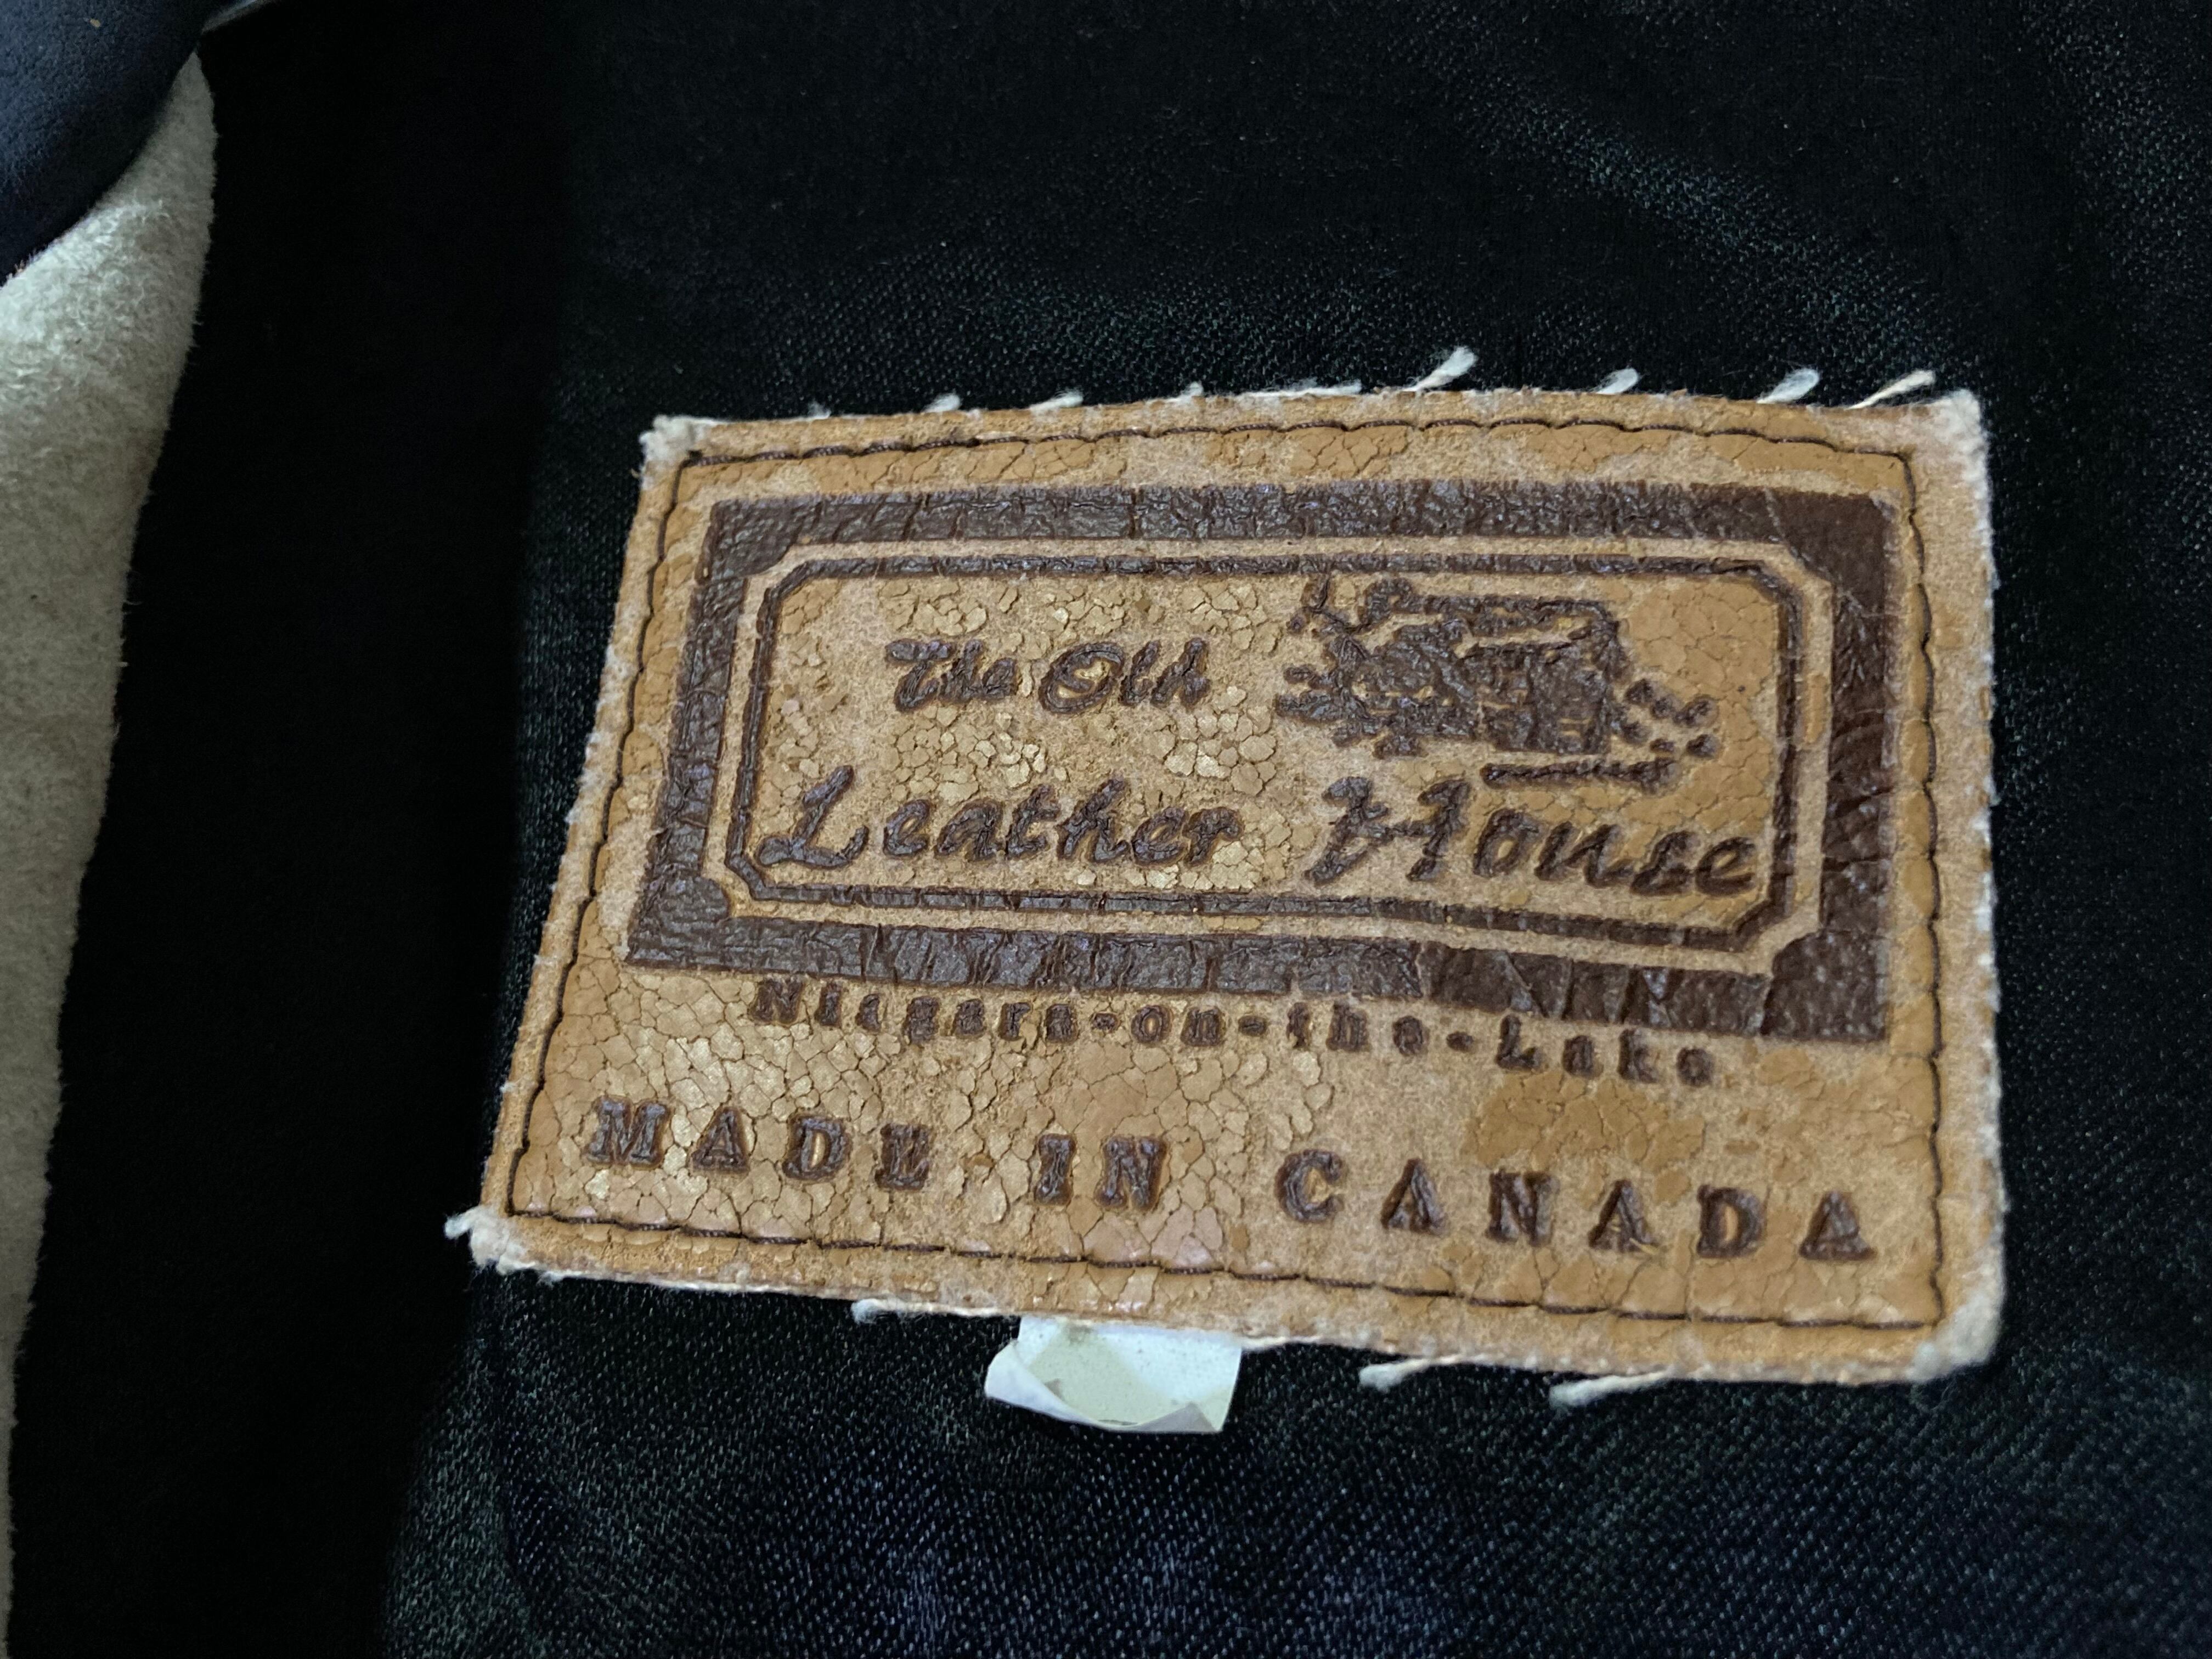 The Old
Leather House
Niagara-on-the-Lake
MADE IN CANADA